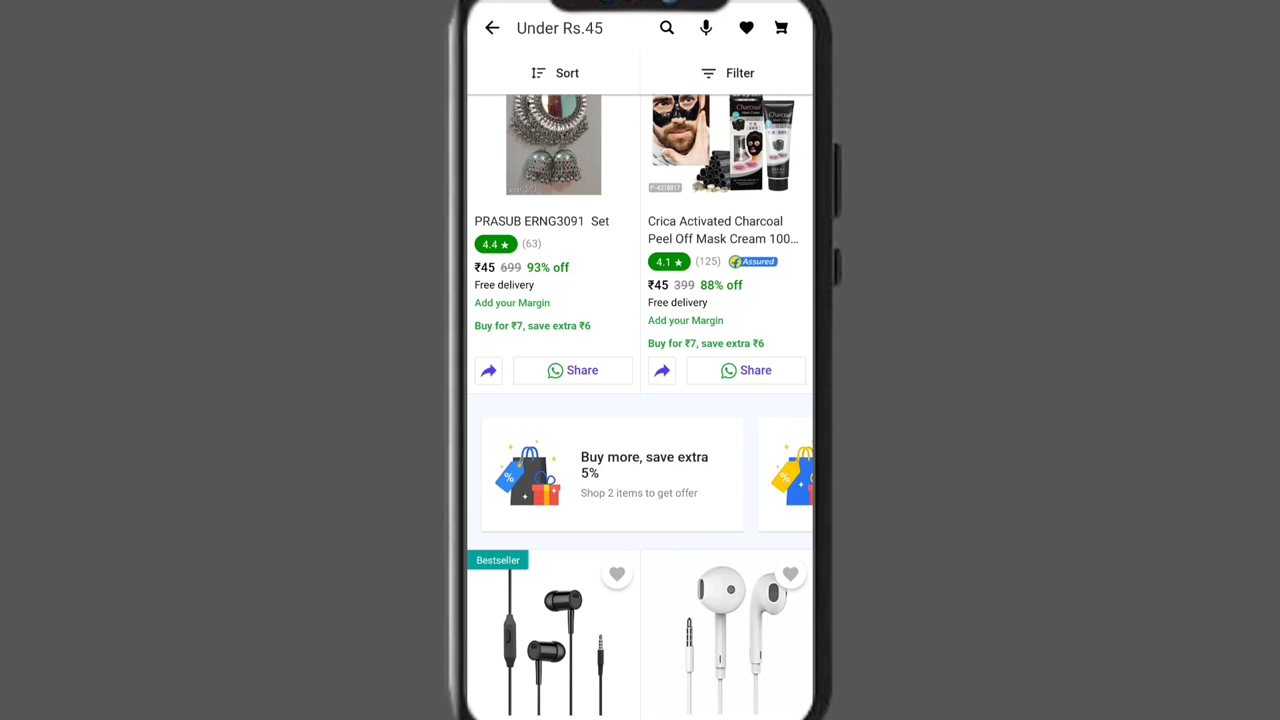 Under Rs.45
Sort
Filter
PRASUB ERNG3091 Set
4.4 ★ (63)
₹45 699 93% off
Free delivery
Add your Margin
Buy for ₹7, save extra ₹6
Share
Charcoal
Charcoal
P-4218017
Crica Activated Charcoal
Peel Off Mask Cream 100...
4.1 ★ (125) Assured
₹45 399 88% off
Free delivery
Add your Margin
Buy for ₹7, save extra ₹6
Share
%
Buy more, save extra
5%
Shop 2 items to get offer
%
Bestseller